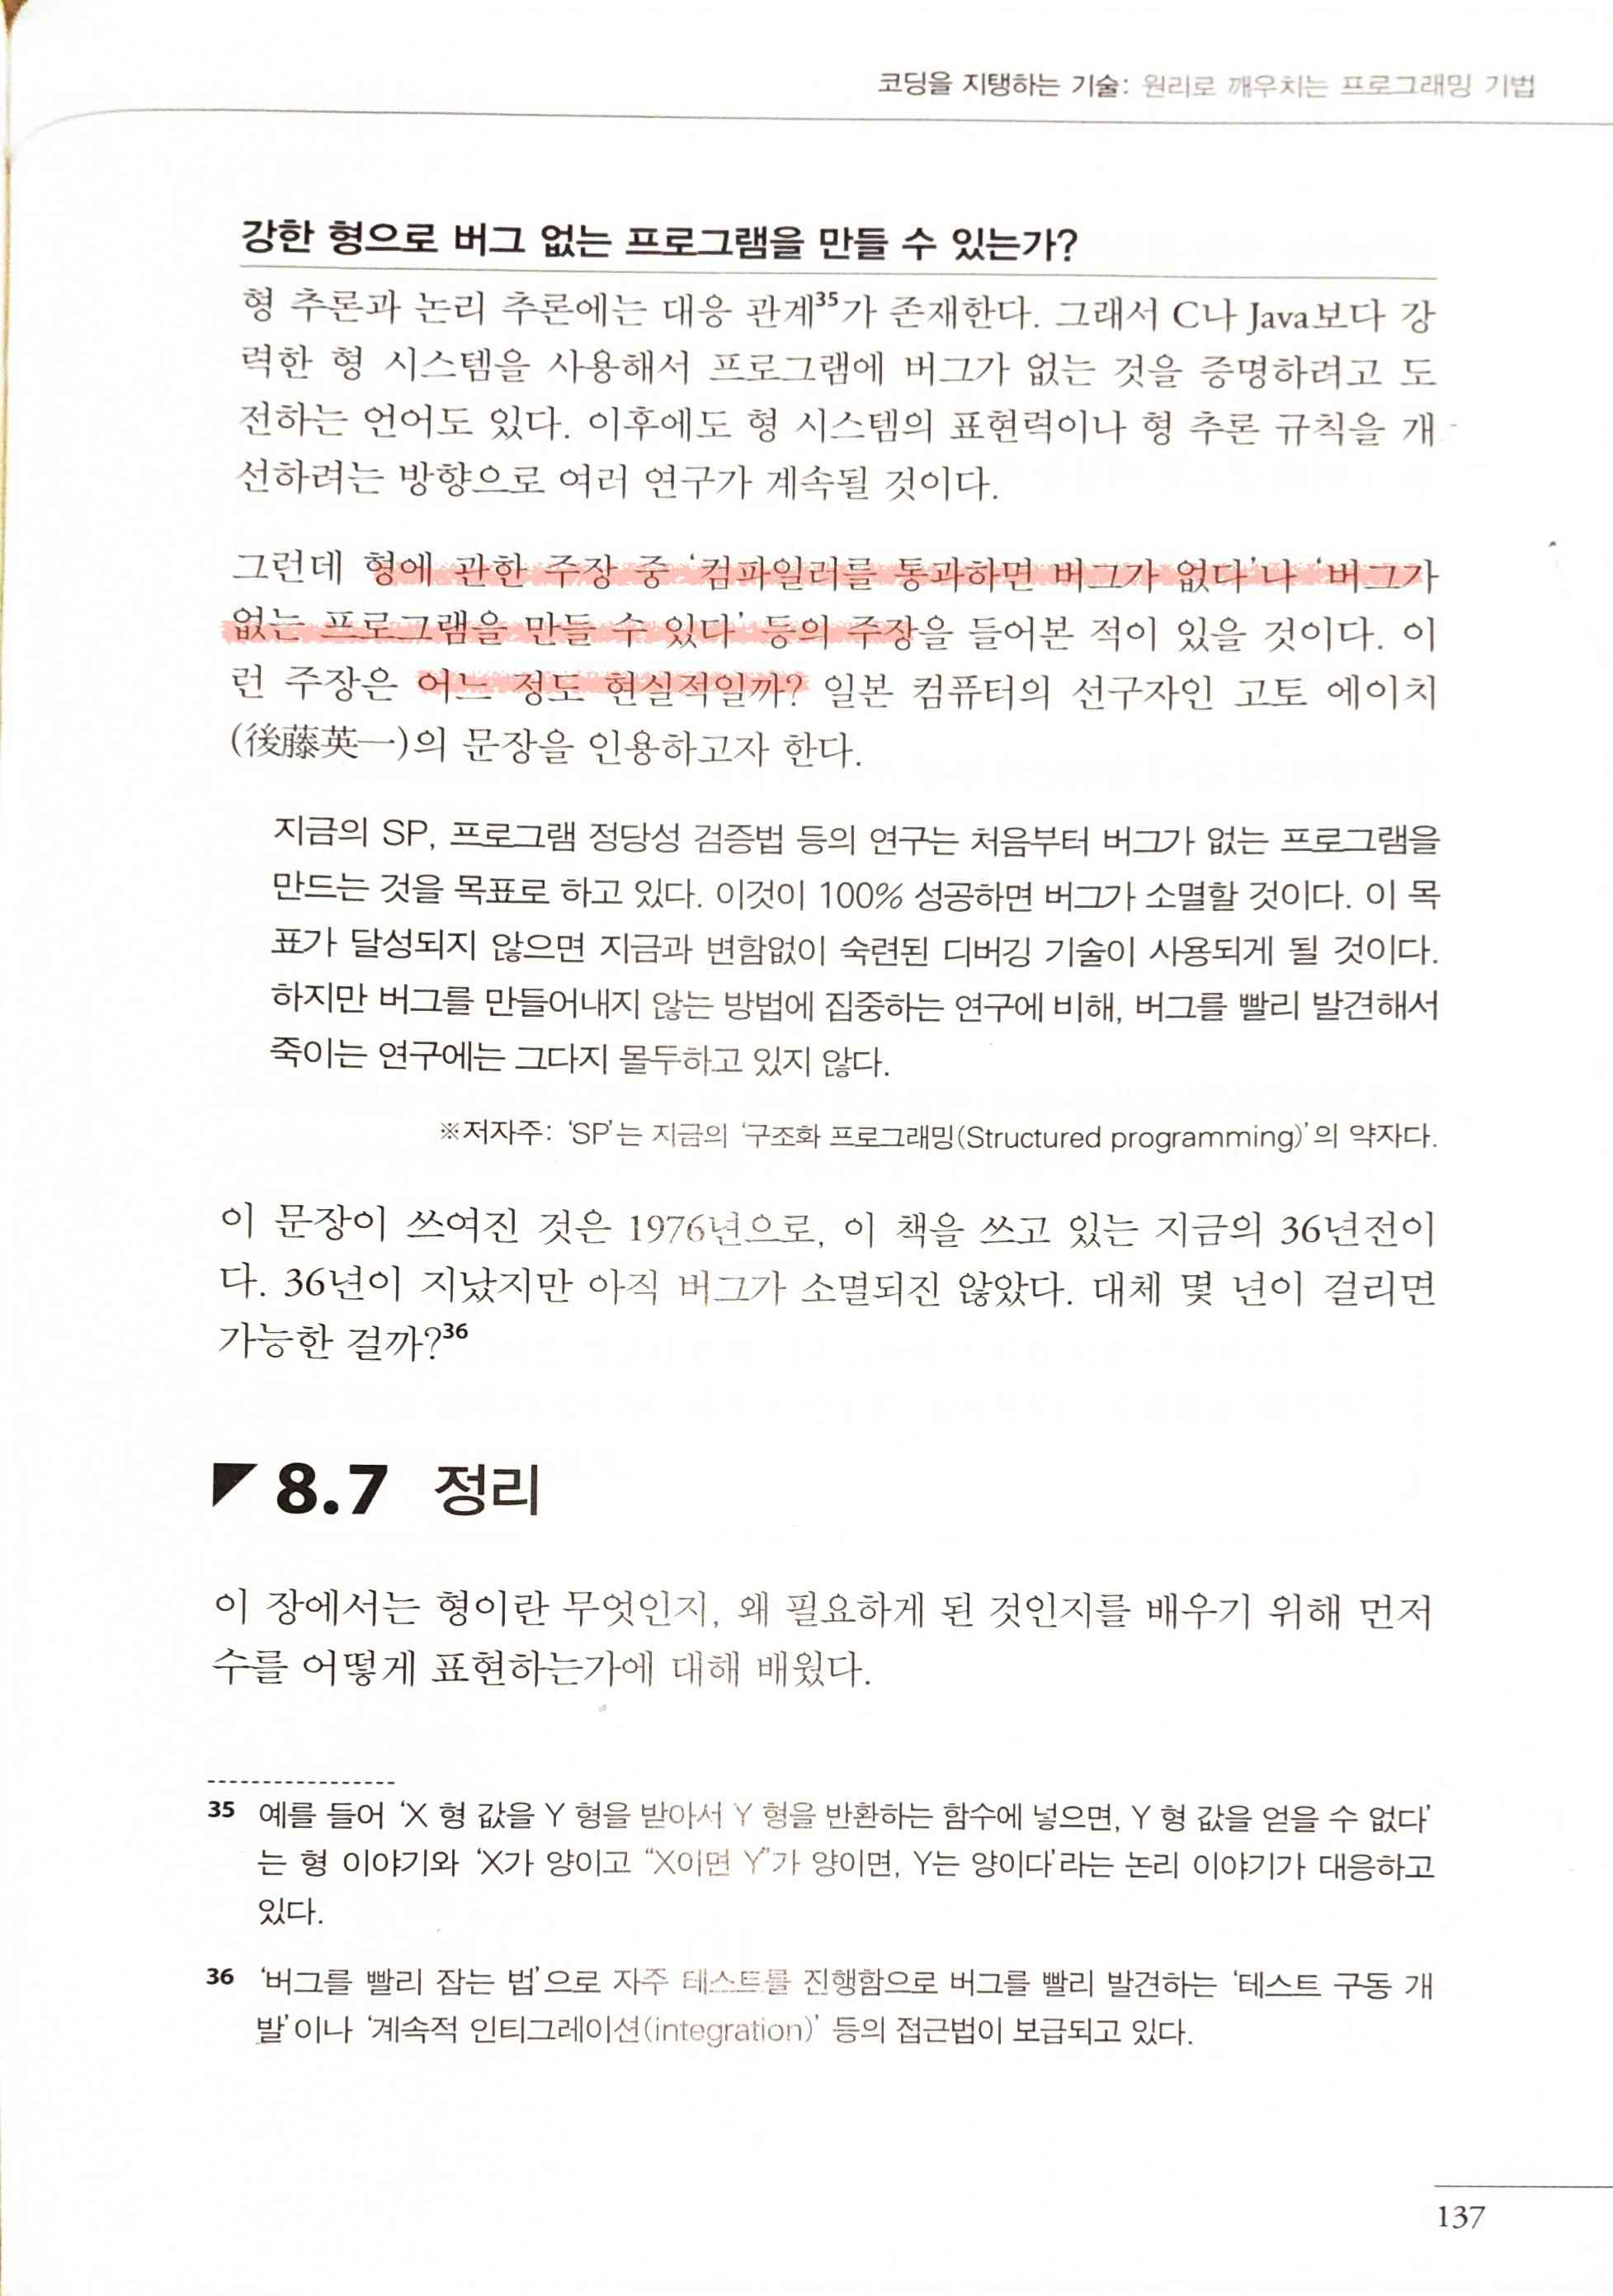 코딩을 지탱하는 기술: 원리로 깨우치는 프로그래밍 기법
강한 형으로 버그 없는 프로그램을 만들 수 있는가?
형 추론과 논리 추론에는 대응 관계35가 존재한다. 그래서 C나 Java보다 강
력한 형 시스템을 사용해서 프로그램에 버그가 없는 것을 증명하려고 도
전하는 언어도 있다. 이후에도 형 시스템의 표현력이나 형 추론 규칙을 개
선하려는 방향으로 여러 연구가 계속될 것이다.
그런데 형에 관한 주장 중 ‘컴파일러를 통과하면 버그가 없다’나 ‘버그가
없는 프로그램을 만들 수 있다’ 등의 주장을 들어본 적이 있을 것이다. 이
런 주장은 어느 정도 현실적일까? 일본 컴퓨터의 선구자인 고토 에이치
(後藤英一)의 문장을 인용하고자 한다.
지금의 SP, 프로그램 정당성 검증법 등의 연구는 처음부터 버그가 없는 프로그램을
만드는 것을 목표로 하고 있다. 이것이 100% 성공하면 버그가 소멸할 것이다. 이 목
표가 달성되지 않으면 지금과 변함없이 숙련된 디버깅 기술이 사용되게 될 것이다.
하지만 버그를 만들어내지 않는 방법에 집중하는 연구에 비해, 버그를 빨리 발견해서
죽이는 연구에는 그다지 몰두하고 있지 않다.
※저자주: ‘SP’는 지금의 ‘구조화 프로그래밍(Structured programming)’의 약자다.
이 문장이 쓰여진 것은 1976년으로, 이 책을 쓰고 있는 지금의 36년전이
다. 36년이 지났지만 아직 버그가 소멸되진 않았다. 대체 몇 년이 걸리면
가능한 걸까?36
8.7 정리
이 장에서는 형이란 무엇인지, 왜 필요하게 된 것인지를 배우기 위해 먼저
수를 어떻게 표현하는가에 대해 배웠다.
35 예를 들어 ‘X 형 값을 Y 형을 받아서 Y 형을 반환하는 함수에 넣으면, Y 형 값을 얻을 수 없다’
는 형 이야기와 ‘X가 양이고 “X이면 Y”가 양이면, Y는 양이다’라는 논리 이야기가 대응하고
있다.
36 ‘버그를 빨리 잡는 법’으로 자주 테스트를 진행함으로 버그를 빨리 발견하는 ‘테스트 구동 개
발’이나 ‘계속적 인티그레이션(integration)’ 등의 접근법이 보급되고 있다.
137